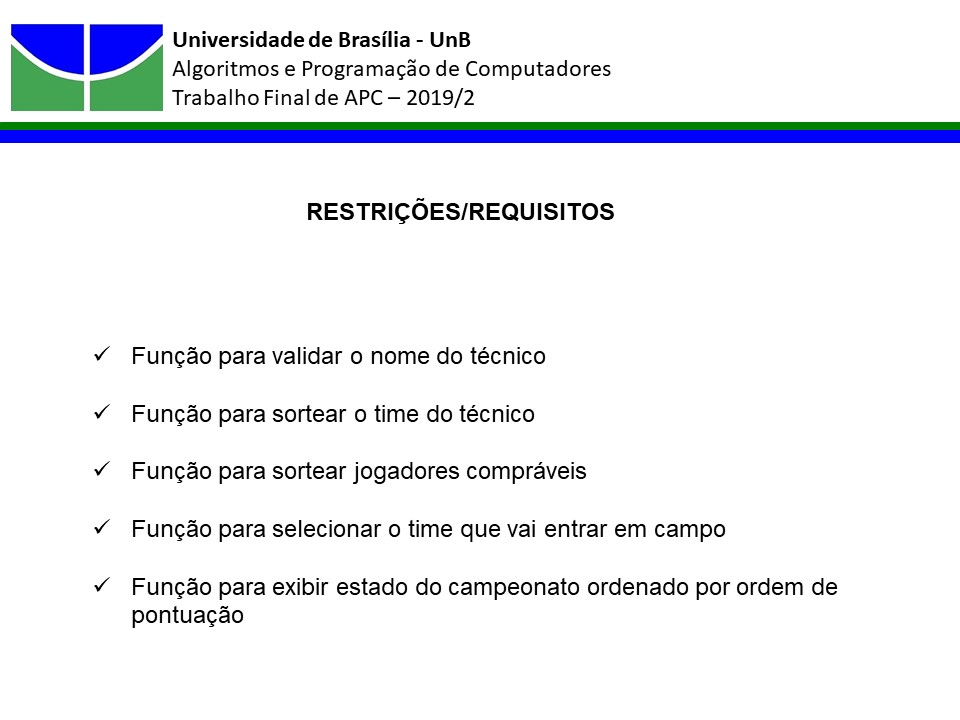 Universidade de Brasília - UnB
Algoritmos e Programação de Computadores
Trabalho Final de APC – 2019/2
RESTRIÇÕES/REQUISITOS
✓ Função para validar o nome do técnico
✓ Função para sortear o time do técnico
✓ Função para sortear jogadores compráveis
✓ Função para selecionar o time que vai entrar em campo
✓ Função para exibir estado do campeonato ordenado por ordem de
pontuação